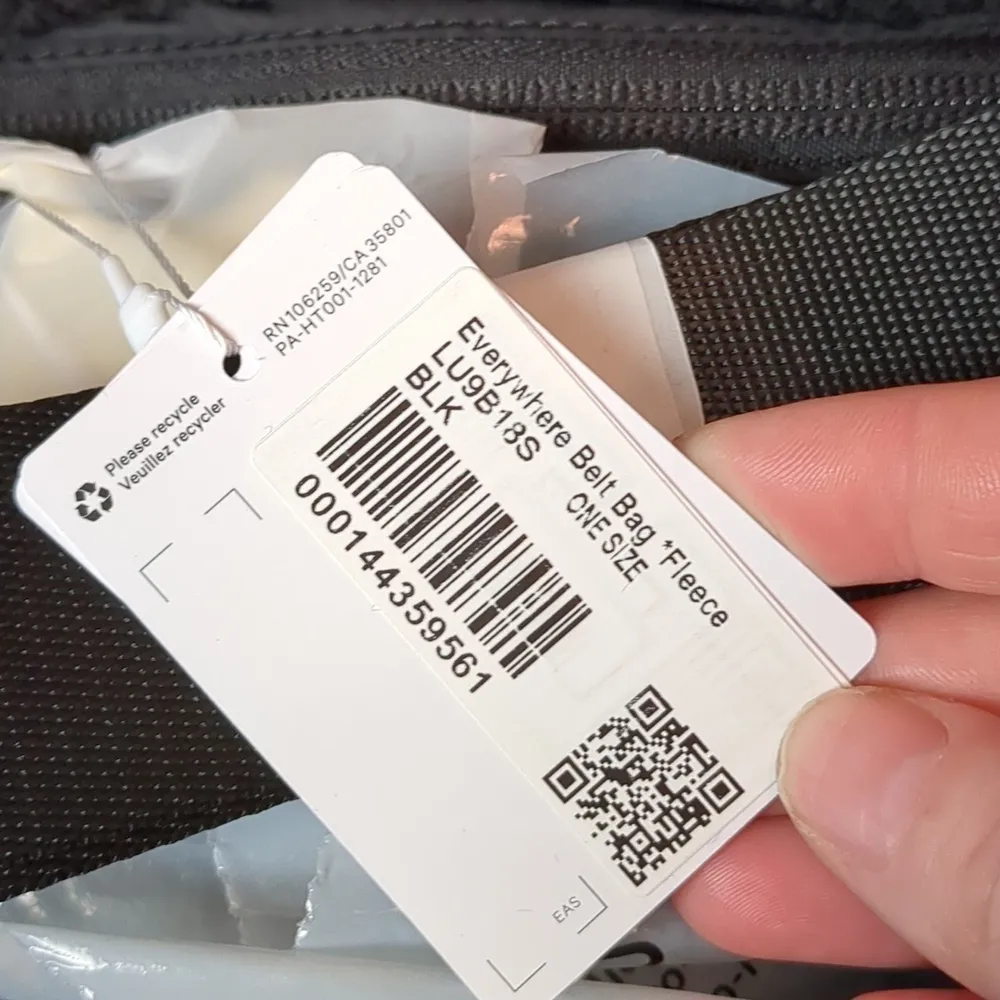 RN106259/CA 35801
PA-HT001-1281
Please recycle
Veuillez recycler
Everywhere Belt Bag *Fleece
LU9B18S
ONE SIZE
BLK
000144359561
EAS